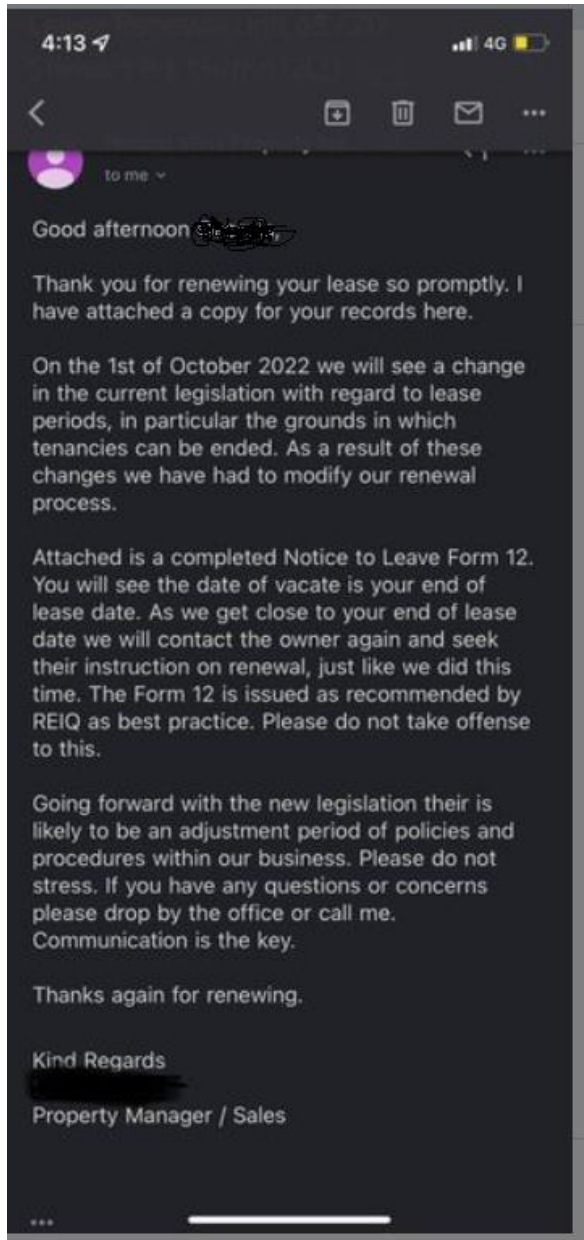 4:13
4G
to me
Good afternoon
Thank you for renewing your lease so promptly. I
have attached a copy for your records here.
On the 1st of October 2022 we will see a change
in the current legislation with regard to lease
periods, in particular the grounds in which
tenancies can be ended. As a result of these
changes we have had to modify our renewal
process.
Attached is a completed Notice to Leave Form 12.
You will see the date of vacate is your end of
lease date. As we get close to your end of lease
date we will contact the owner again and seek
their instruction on renewal, just like we did this
time. The Form 12 is issued as recommended by
REIQ as best practice. Please do not take offense
to this.
Going forward with the new legislation their is
likely to be an adjustment period of policies and
procedures within our business. Please do not
stress. If you have any questions or concerns
please drop by the office or call me.
Communication is the key.
Thanks again for renewing.
Kind Regards
Property Manager / Sales